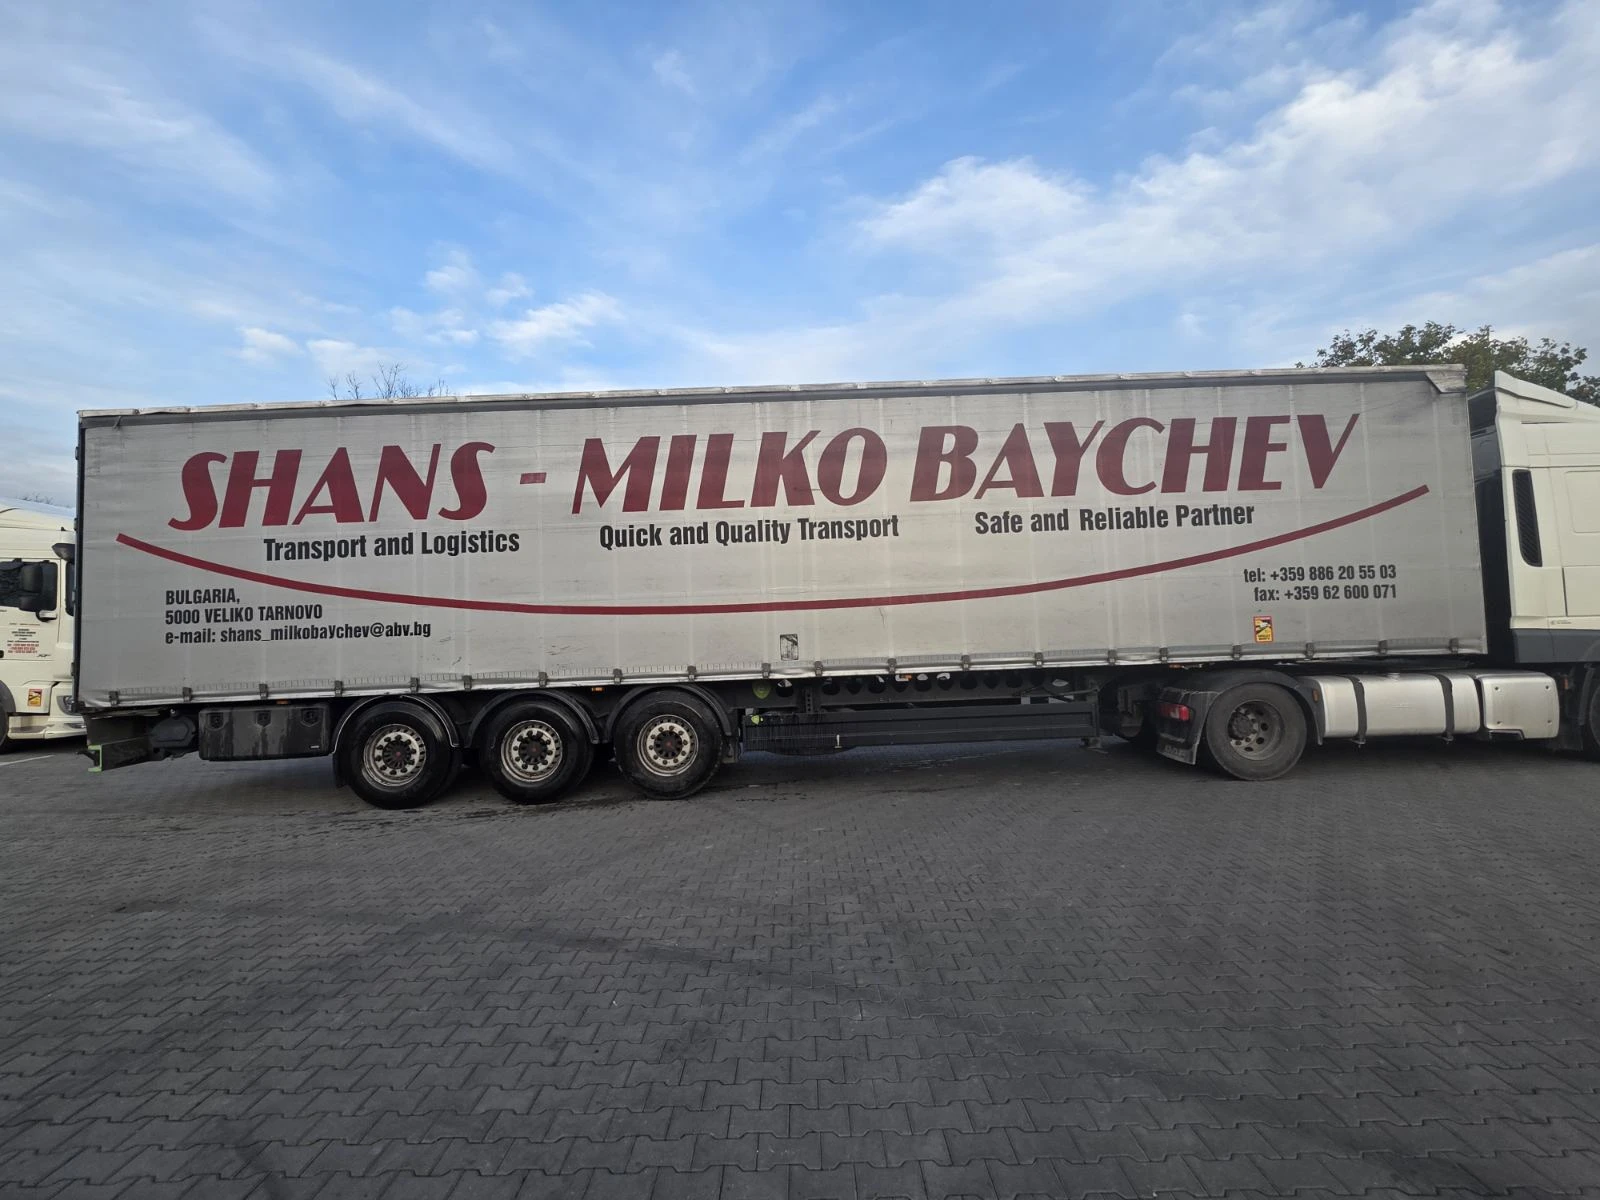 SHANS - MILKO BAYCHEV
Transport and Logistics
Quick and Quality Transport
Safe and Reliable Partner
BULGARIA,
5000 VELIKO TARNOVO
e-mail: shans_milkobaychev@abv.bg
tel: +359 886 20 55 03
fax: +359 62 600 071
XF